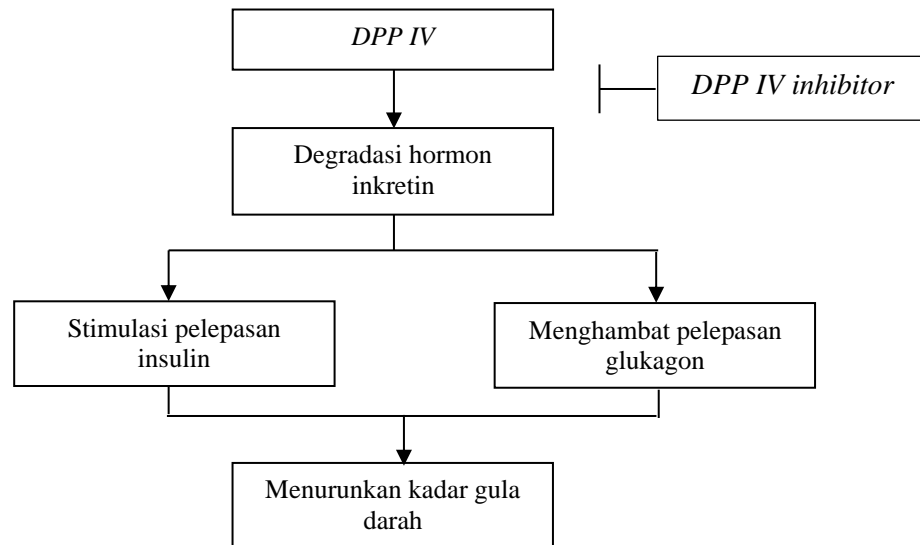 DPP IV
DPP IV inhibitor
Degradasi hormon
inkretin
Stimulasi pelepasan
insulin
Menghambat pelepasan
glukagon
Menurunkan kadar gula
darah